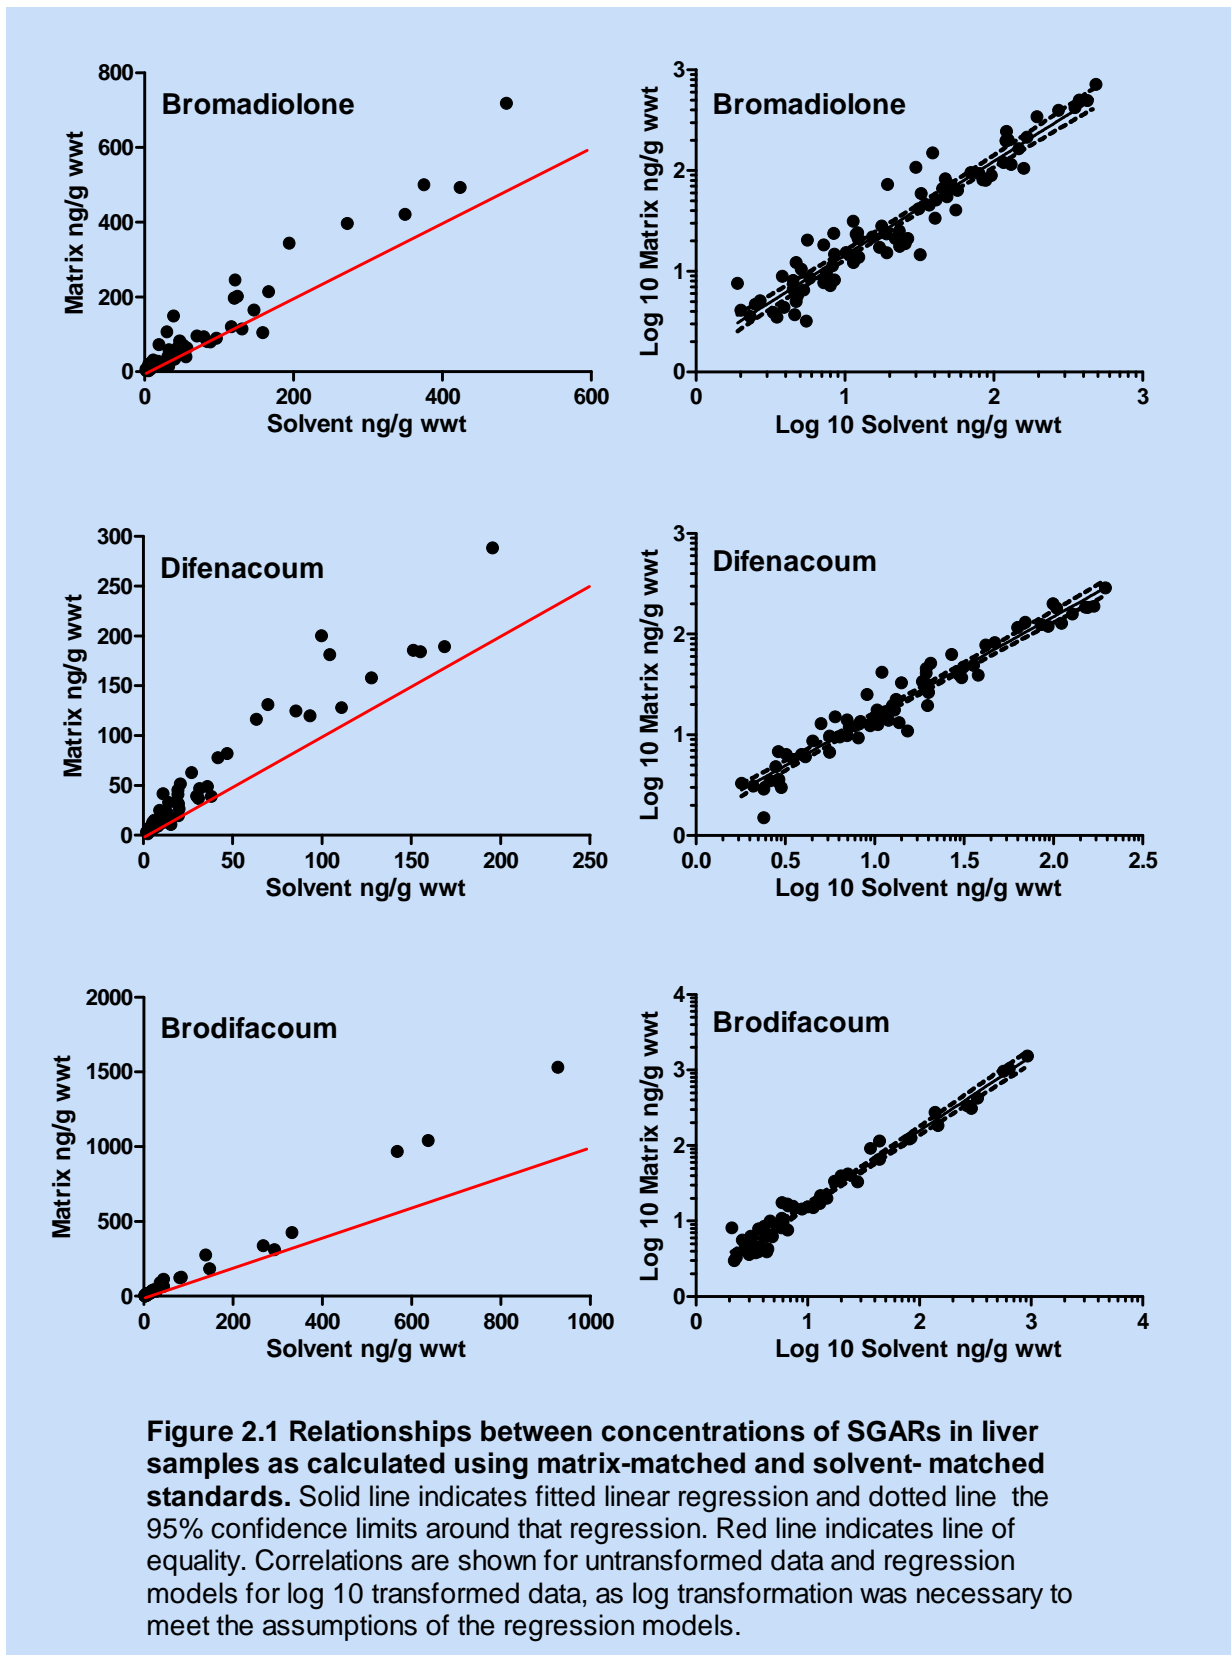 Bromadiolone
Matrix ng/g wwt
800
600
400
200
0
0 200 400 600
Solvent ng/g wwt
Bromadiolone
Log 10 Matrix ng/g wwt
3
2
1
0
0 1 2 3
Log 10 Solvent ng/g wwt
Difenacoum
Matrix ng/g wwt
300
250
200
150
100
50
0
0 50 100 150 200 250
Solvent ng/g wwt
Difenacoum
Log 10 Matrix ng/g wwt
3
2
1
0
0.0 0.5 1.0 1.5 2.0 2.5
Log 10 Solvent ng/g wwt
Brodifacoum
Matrix ng/g wwt
2000
1500
1000
500
0
0 200 400 600 800 1000
Solvent ng/g wwt
Brodifacoum
Log 10 Matrix ng/g wwt
4
3
2
1
0
0 1 2 3 4
Log 10 Solvent ng/g wwt
Figure 2.1 Relationships between concentrations of SGARs in liver
samples as calculated using matrix-matched and solvent- matched
standards. Solid line indicates fitted linear regression and dotted line the
95% confidence limits around that regression. Red line indicates line of
equality. Correlations are shown for untransformed data and regression
models for log 10 transformed data, as log transformation was necessary to
meet the assumptions of the regression models.